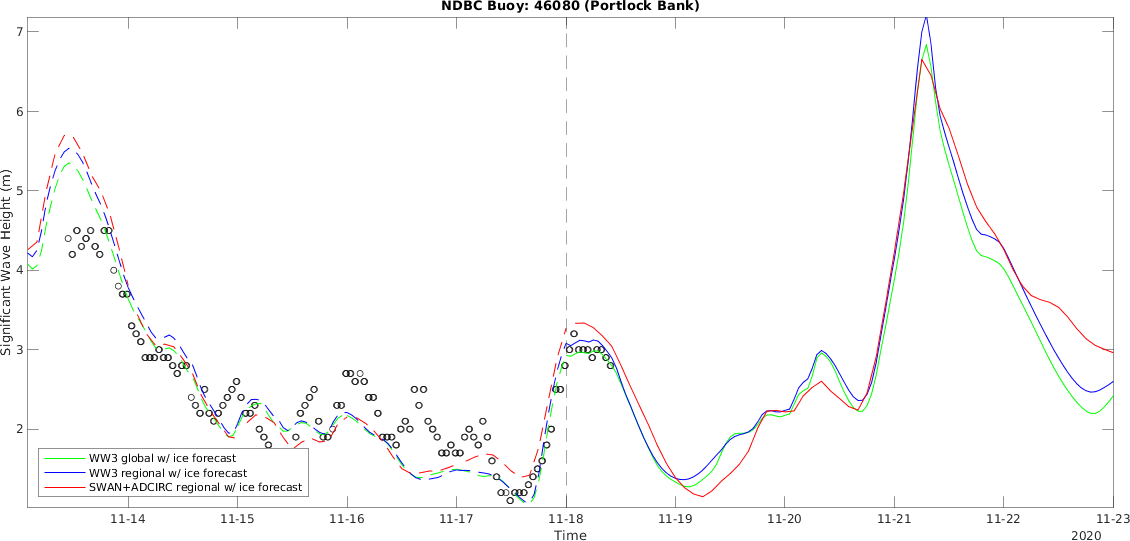 NDBC Buoy: 46080 (Portlock Bank)
7
6
5
4
3
2
Significant Wave Height (m)
WW3 global w/ ice forecast
WW3 regional w/ ice forecast
SWAN+ADCIRC regional w/ ice forecast
11-14 11-15 11-16 11-17 11-18 11-19 11-20 11-21 11-22 11-23
Time
2020